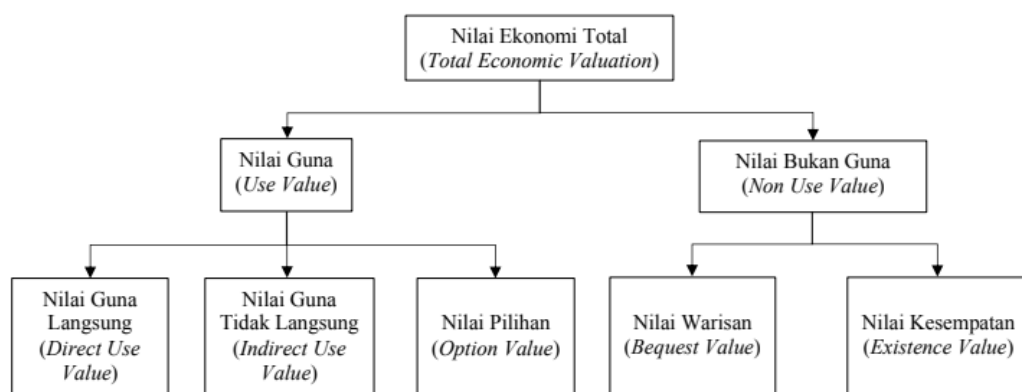 Nilai Ekonomi Total
(Total Economic Valuation)
Nilai Guna
(Use Value)
Nilai Bukan Guna
(Non Use Value)
Nilai Guna
Langsung
(Direct Use
Value)
Nilai Guna
Tidak Langsung
(Indirect Use
Value)
Nilai Pilihan
(Option Value)
Nilai Warisan
(Bequest Value)
Nilai Kesempatan
(Existence Value)